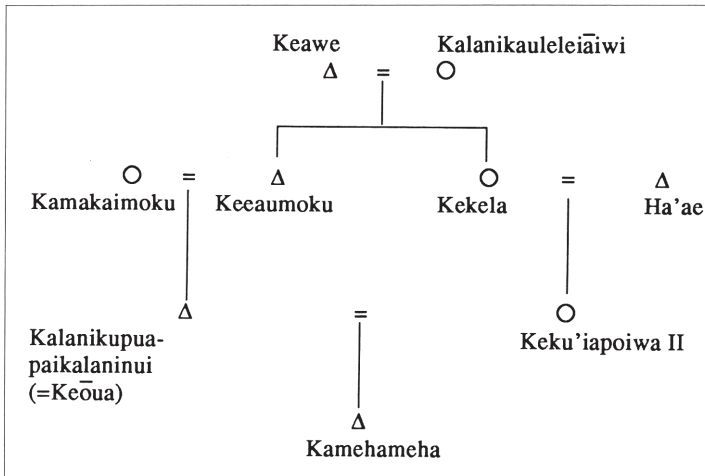 Keawe Kalanikauleleiāiwi
Δ = O
O = Δ O = Δ
Kamakaimoku Keeaumoku Kekela Ha'ae
Δ = O
Kalanikupua-
paikalaninui
(=Keōua)
Keku'iapoiwa II
Δ
Kamehameha